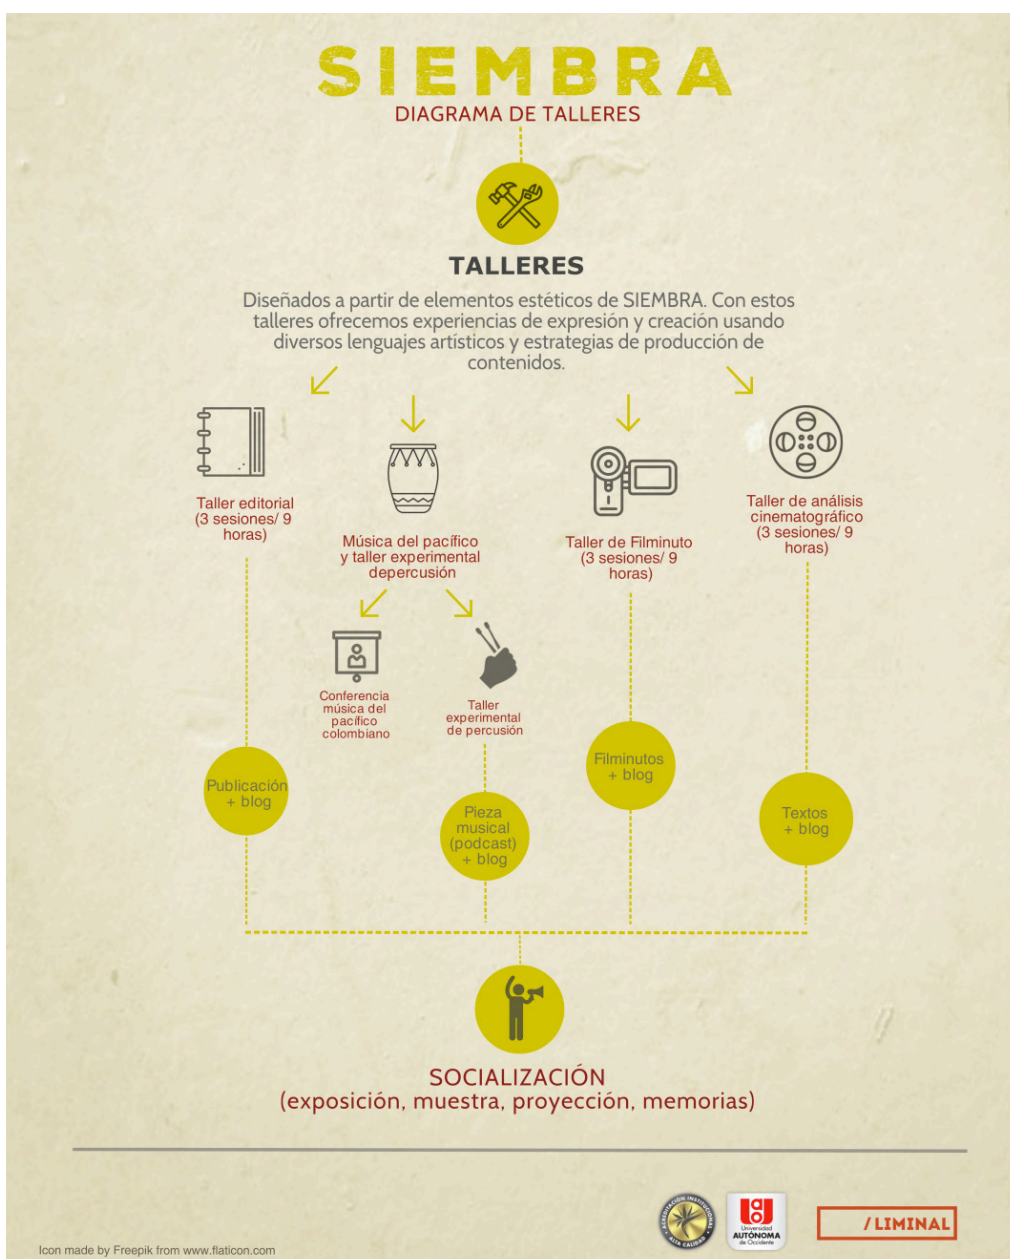 SIEMBRA
DIAGRAMA DE TALLERES
TALLERES
Diseñados a partir de elementos estéticos de SIEMBRA. Con estos
talleres ofrecemos experiencias de expresión y creación usando
diversos lenguajes artísticos y estrategias de producción de
contenidos.
Taller editorial
(3 sesiones/ 9
horas)
Música del pacífico
y taller experimental
depercusión
Taller de Filminuto
(3 sesiones/ 9
horas)
Taller de análisis
cinematográfico
(3 sesiones/ 9
horas)
Conferencia
música del
pacífico
colombiano
Taller
experimental
de percusión
Publicación
+ blog
Pieza
musical
(podcast)
+ blog
Filminutos
+ blog
Textos
+ blog
SOCIALIZACIÓN
(exposición, muestra, proyección, memorias)
ACREDITACIÓN INSTITUCIONAL
ALTA CALIDAD
Universidad
AUTÓNOMA
de Occidente
/ LIMINAL
Icon made by Freepik from www.flaticon.com